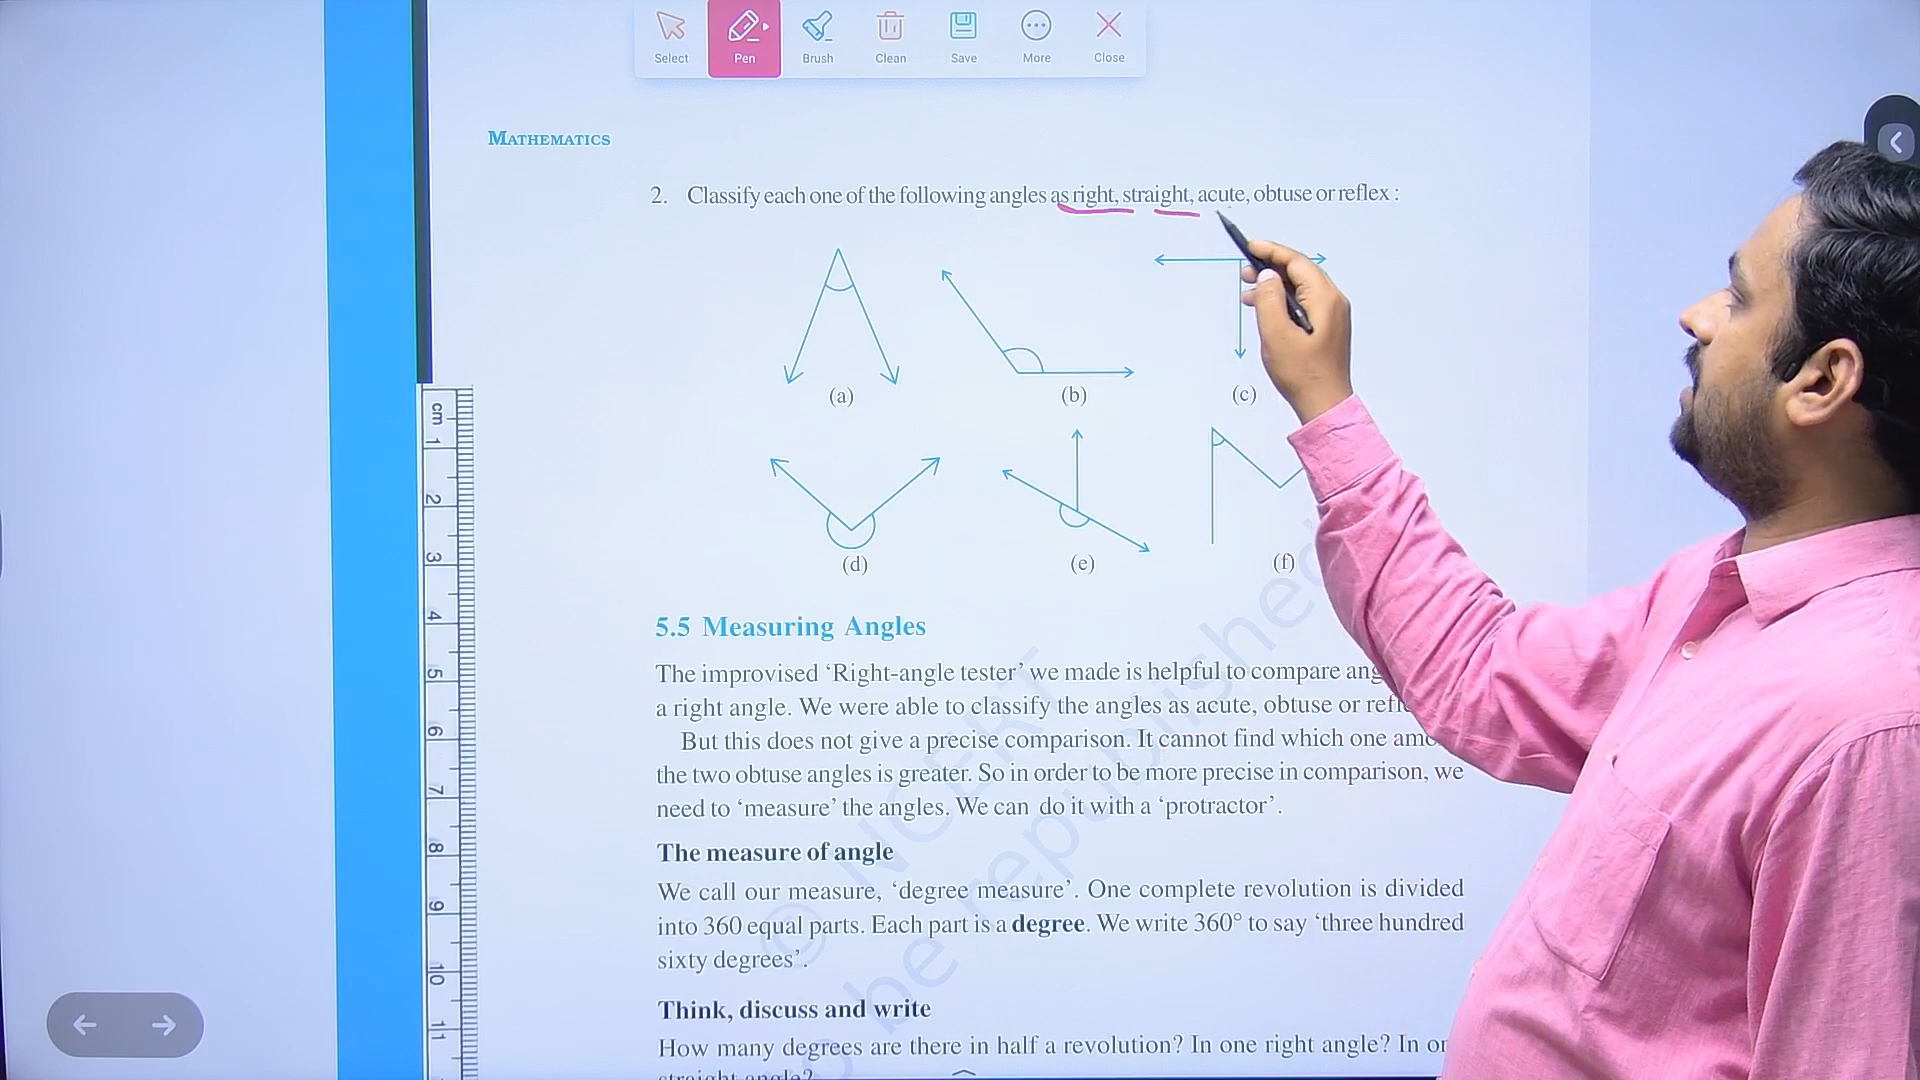 Select Pen Brush Clean Save More Close
MATHEMATICS
2. Classify each one of the following angles as right, straight, acute, obtuse or reflex :
(a) (b) (c)
(d) (e) (f)
cm 1 2 3 4 5 6 7 8 9 10 11
5.5 Measuring Angles
The improvised ‘Right-angle tester’ we made is helpful to compare
a right angle. We were able to classify the angles as acute, obtuse or
But this does not give a precise comparison. It cannot find which one
the two obtuse angles is greater. So in order to be more precise in comparison, we
need to ‘measure’ the angles. We can do it with a ‘protractor’.
The measure of angle
We call our measure, ‘degree measure’. One complete revolution is divided
into 360 equal parts. Each part is a degree. We write 360° to say ‘three hundred
sixty degrees’.
Think, discuss and write
How many degrees are there in half a revolution? In one right angle? In
straight angle?
© NCERT
be republished